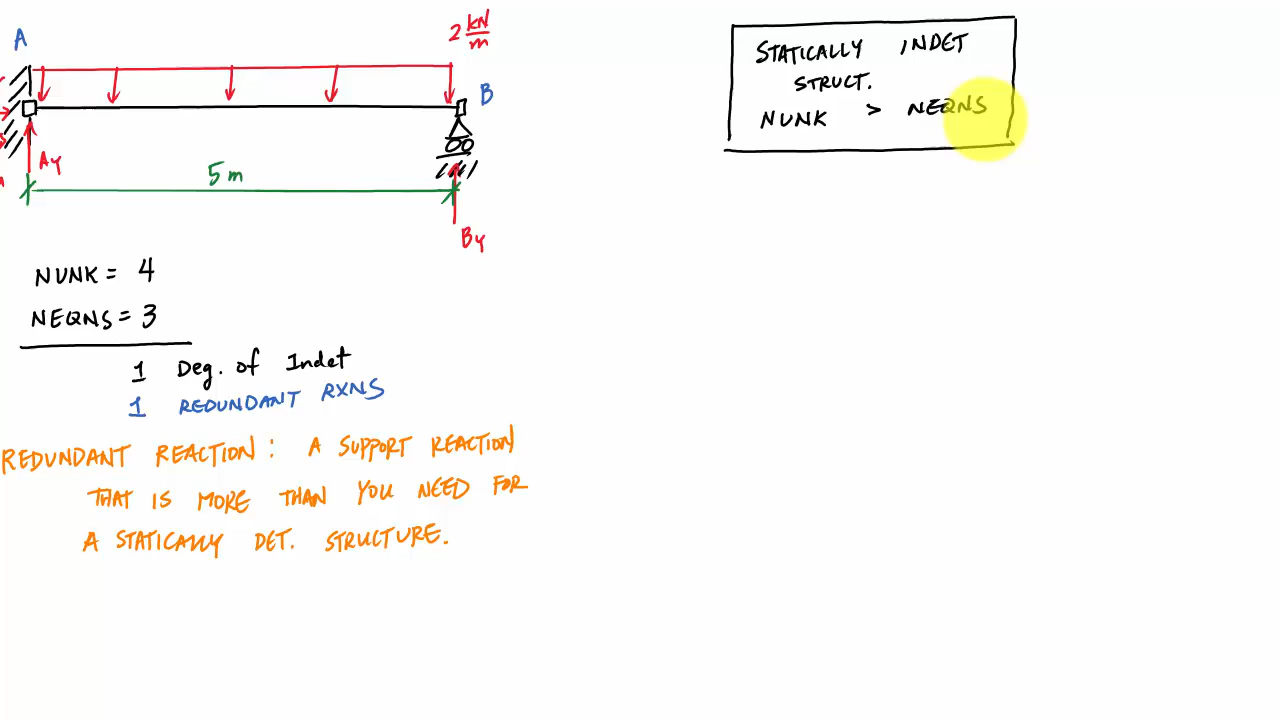 A
2 kN/m
B
Ay
5 m
By
NUNK = 4
NEQNS = 3
1 Deg. of Indet
1 REDUNDANT RXNS
REDUNDANT REACTION: A SUPPORT REACTION
THAT IS MORE THAN YOU NEED FOR
A STATICALLY DET. STRUCTURE.
STATICALLY INDET
STRUCT.
NUNK > NEQNS